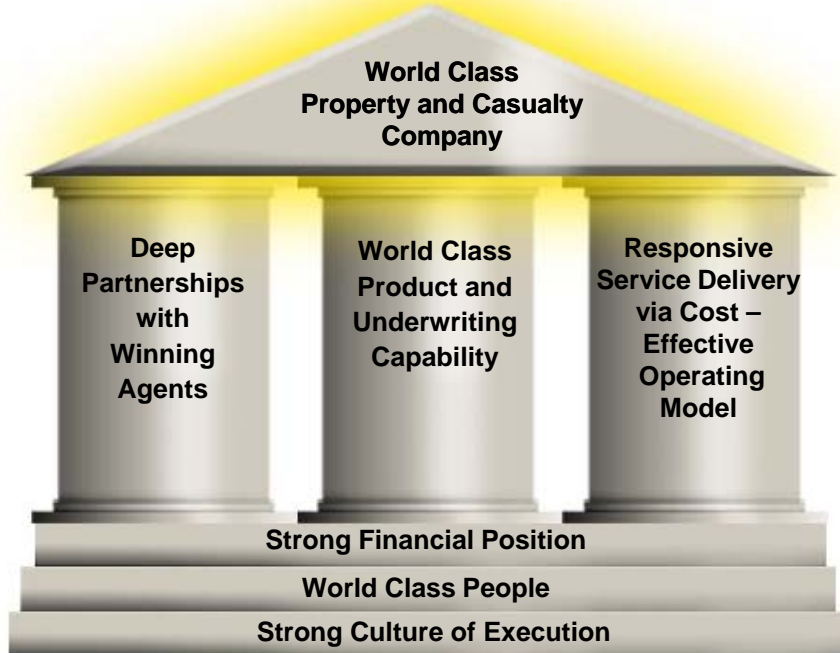 World Class
Property and Casualty
Company
Deep
Partnerships
with
Winning
Agents
World Class
Product and
Underwriting
Capability
Responsive
Service Delivery
via Cost –
Effective
Operating
Model
Strong Financial Position
World Class People
Strong Culture of Execution